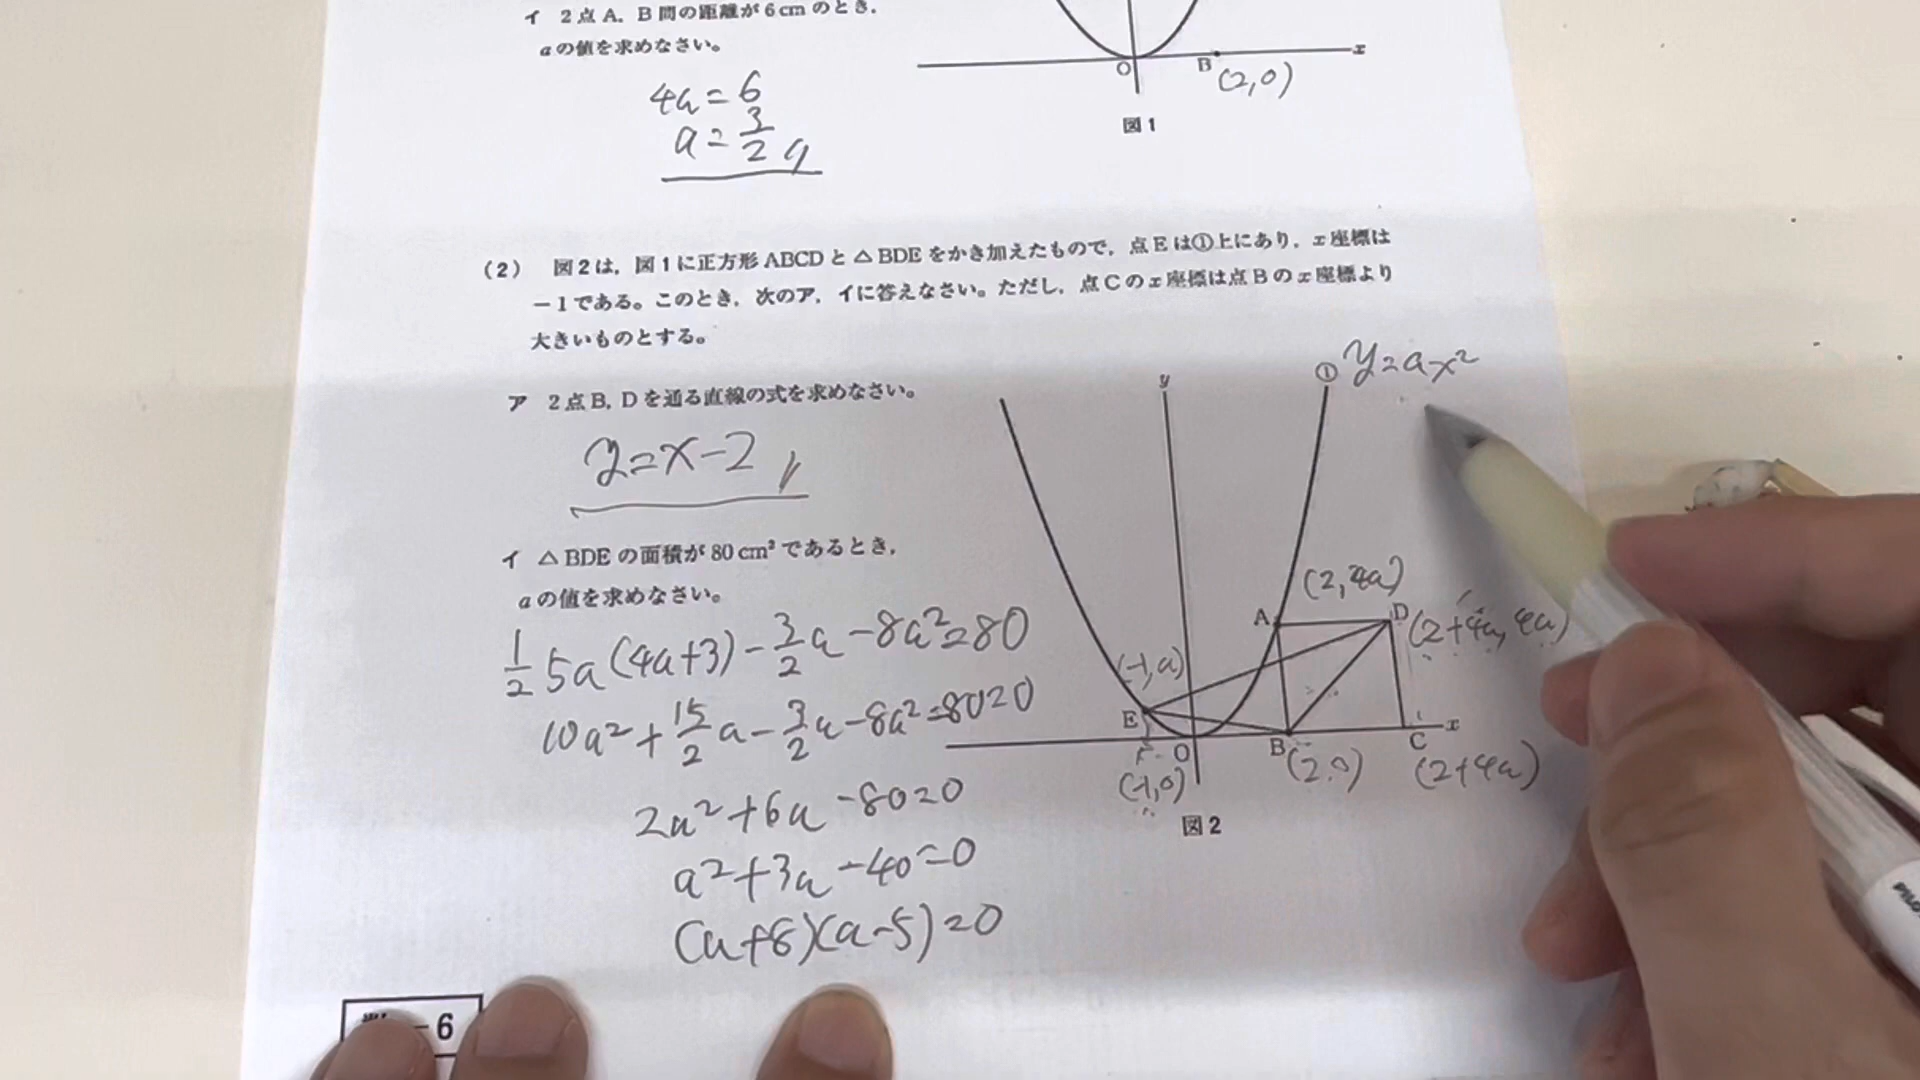 イ 2点A,B間の距離が6cmのとき,
aの値を求めなさい。
4a=6
a=3/2
O
B
x
(2,0)
図1
(2) 図2は,図1に正方形ABCDと△BDEをかき加えたもので,点Eは①上にあり,x座標は
-1である。このとき,次のア,イに答えなさい。ただし,点Cのx座標は点Bのx座標より
大きいものとする。
ア 2点B,Dを通る直線の式を求めなさい。
y=x-2
イ △BDEの面積が80cm²であるとき,
aの値を求めなさい。
1/2 5a(4a+3)-3/2a-8a²=80
10a²+15/2a-3/2a-8a²-80=0
2a²+6a-80=0
a²+3a-40=0
(a+8)(a-5)=0
y
① y=ax²
(2,4a)
A
D
(2+4a,4a)
(-1,a)
E
O
B
C
x
(-1,0)
(2,0)
(2+4a)
図2
-6